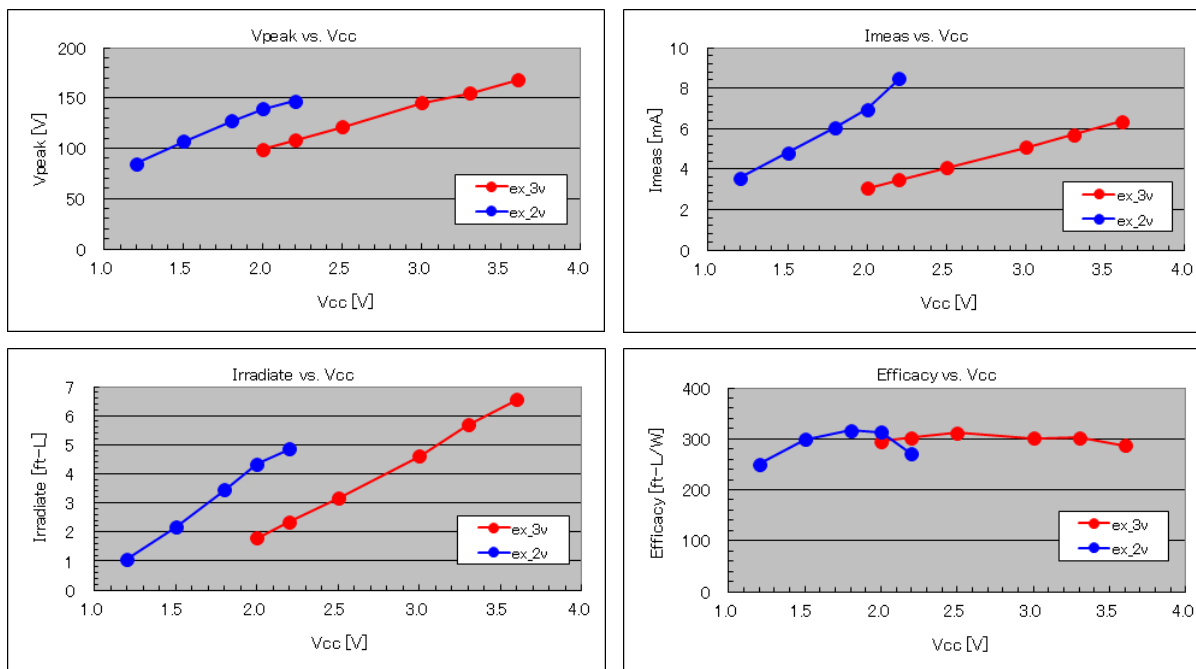 Vpeak vs. Vcc
200
150
100
50
0
Vpeak [V]
1.0 1.5 2.0 2.5 3.0 3.5 4.0
Vcc [V]
ex_3v
ex_2v
Imeas vs. Vcc
10
8
6
4
2
0
Imeas [mA]
1.0 1.5 2.0 2.5 3.0 3.5 4.0
Vcc [V]
ex_3v
ex_2v
Irradiate vs. Vcc
7
6
5
4
3
2
1
0
Irradiate [ft-L]
1.0 1.5 2.0 2.5 3.0 3.5 4.0
Vcc [V]
ex_3v
ex_2v
Efficacy vs. Vcc
400
300
200
100
0
Efficacy [ft-L/W]
1.0 1.5 2.0 2.5 3.0 3.5 4.0
Vcc [V]
ex_3v
ex_2v